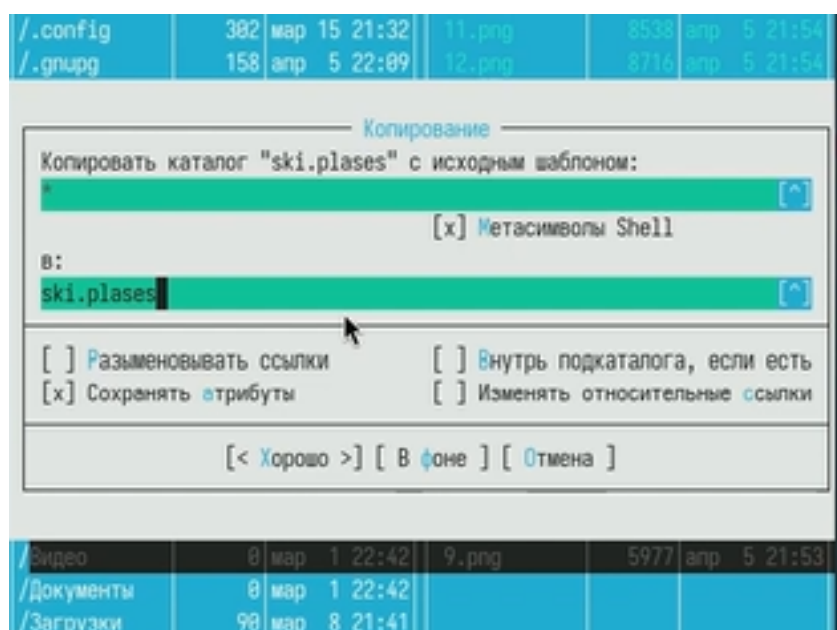 /.config 302 мар 15 21:32 11.png 8538 апр 5 21:54
/.gnupg 158 апр 5 22:09 12.png 8716 апр 5 21:54
Копирование
Копировать каталог "ski.plases" с исходным шаблоном:
* [^]
[x] Метасимволы Shell
в:
ski.plases [^]
[ ] Разыменовывать ссылки [ ] Внутрь подкаталога, если есть
[x] Сохранять атрибуты [ ] Изменять относительные ссылки
[< Хорошо >] [ В фоне ] [ Отмена ]
/Видео 0 мар 1 22:42 9.png 5977 апр 5 21:53
/Документы 0 мар 1 22:42
/Загрузки 90 мар 8 21:41